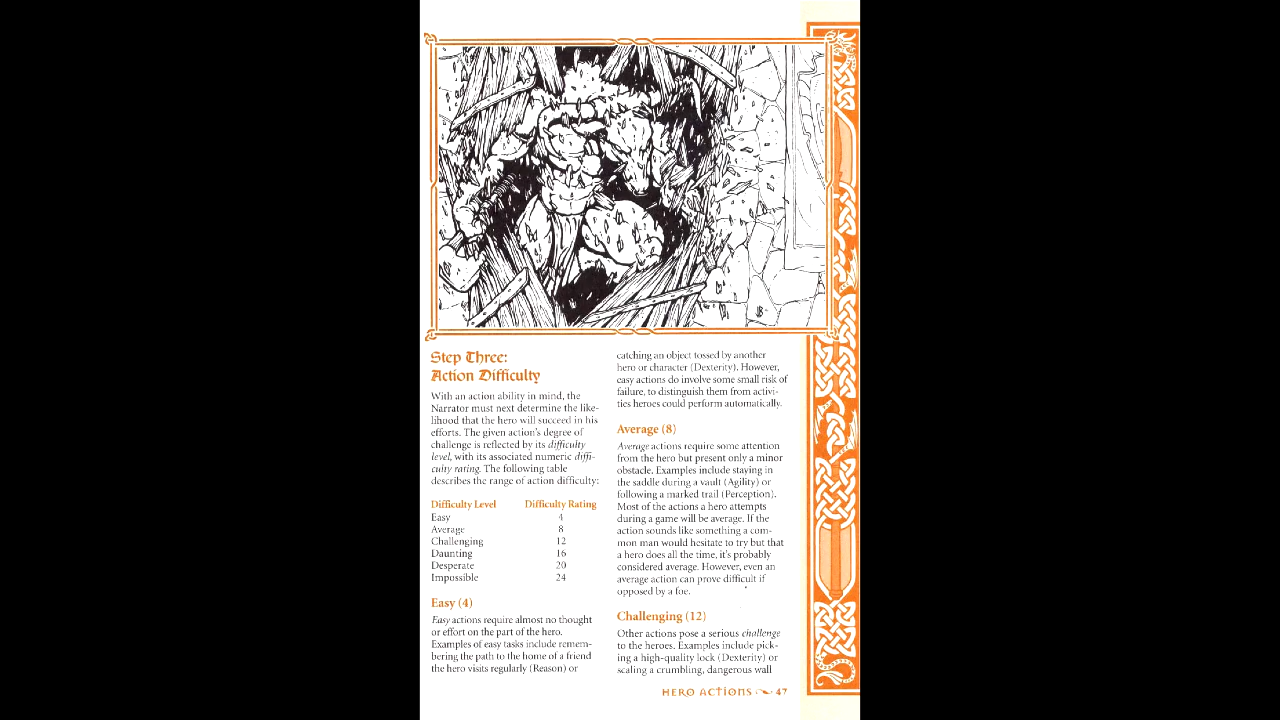 Step Three:
Action Difficulty
With an action ability in mind, the
Narrator must next determine the like-
lihood that the hero will succeed in his
efforts. The given action's degree of
challenge is reflected by its difficulty
level, with its associated numeric diffi-
culty rating. The following table
describes the range of action difficulty:
Difficulty Level Difficulty Rating
Easy 4
Average 8
Challenging 12
Daunting 16
Desperate 20
Impossible 24
Easy (4)
Easy actions require almost no thought
or effort on the part of the hero.
Examples of easy tasks include remem-
bering the path to the home of a friend
the hero visits regularly (Reason) or
catching an object tossed by another
hero or character (Dexterity). However,
easy actions do involve some small risk of
failure, to distinguish them from activi-
ties heroes could perform automatically.
Average (8)
Average actions require some attention
from the hero but present only a minor
obstacle. Examples include staying in
the saddle during a vault (Agility) or
following a marked trail (Perception).
Most of the actions a hero attempts
during a game will be average. If the
action sounds like something a com-
mon man would hesitate to try but that
a hero does all the time, it's probably
considered average. However, even an
average action can prove difficult if
opposed by a foe.
Challenging (12)
Other actions pose a serious challenge
to the heroes. Examples include pick-
ing a high-quality lock (Dexterity) or
scaling a crumbling, dangerous wall
HERO ACTIONS 47